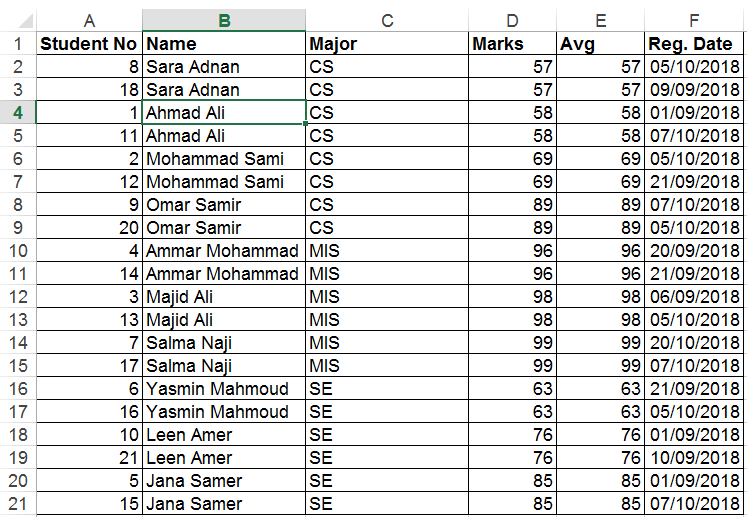 A B C D E F
1 Student No Name Major Marks Avg Reg. Date
2 8 Sara Adnan CS 57 57 05/10/2018
3 18 Sara Adnan CS 57 57 09/09/2018
4 1 Ahmad Ali CS 58 58 01/09/2018
5 11 Ahmad Ali CS 58 58 07/10/2018
6 2 Mohammad Sami CS 69 69 05/10/2018
7 12 Mohammad Sami CS 69 69 21/09/2018
8 9 Omar Samir CS 89 89 07/10/2018
9 20 Omar Samir CS 89 89 05/10/2018
10 4 Ammar Mohammad MIS 96 96 20/09/2018
11 14 Ammar Mohammad MIS 96 96 21/09/2018
12 3 Majid Ali MIS 98 98 06/09/2018
13 13 Majid Ali MIS 98 98 05/10/2018
14 7 Salma Naji MIS 99 99 20/10/2018
15 17 Salma Naji MIS 99 99 07/10/2018
16 6 Yasmin Mahmoud SE 63 63 21/09/2018
17 16 Yasmin Mahmoud SE 63 63 05/10/2018
18 10 Leen Amer SE 76 76 01/09/2018
19 21 Leen Amer SE 76 76 10/09/2018
20 5 Jana Samer SE 85 85 01/09/2018
21 15 Jana Samer SE 85 85 07/10/2018